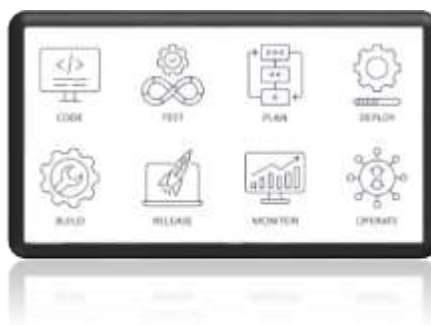 </>
CODE
TEST
PLAN
DEPLOY
BUILD
RELEASE
MONITOR
OPERATE